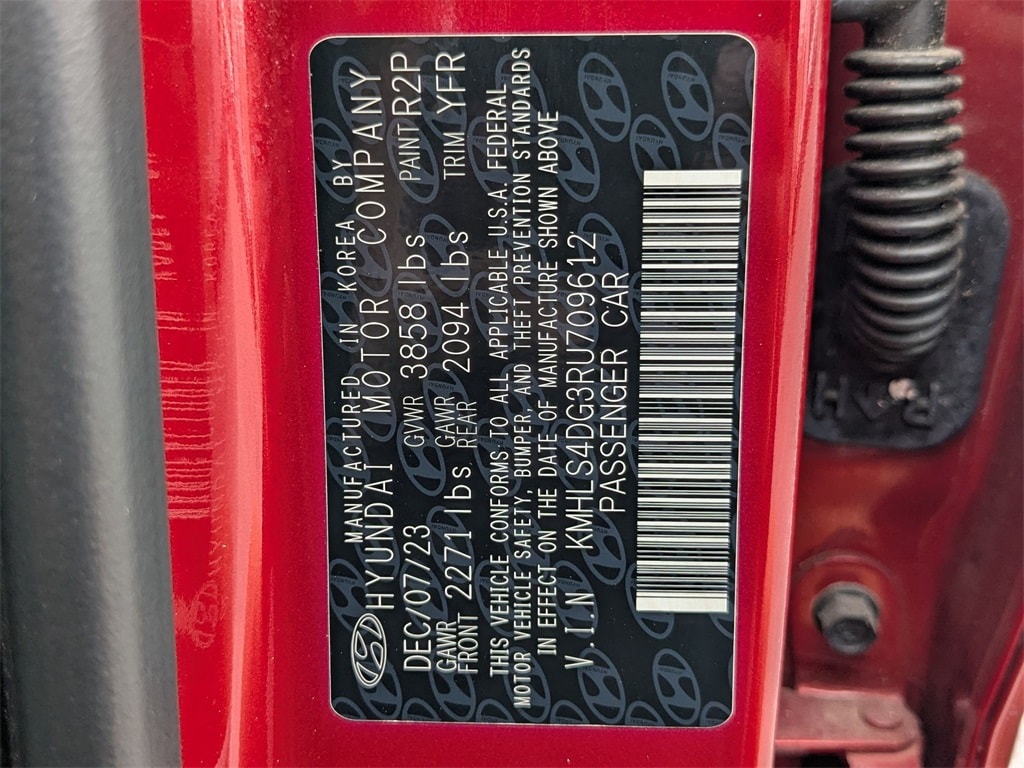 MANUFACTURED IN KOREA BY
HYUNDAI MOTOR COMPANY
DEC/07/23 GVWR 3858 lbs PAINT R2P
GAWR FRONT 2271 lbs GAWR REAR 2094 lbs TRIM YFR
THIS VEHICLE CONFORMS TO ALL APPLICABLE U.S.A. FEDERAL
MOTOR VEHICLE SAFETY, BUMPER, AND THEFT PREVENTION STANDARDS
IN EFFECT ON THE DATE OF MANUFACTURE SHOWN ABOVE
V.I.N KMHLS4DG3RU709612
PASSENGER CAR